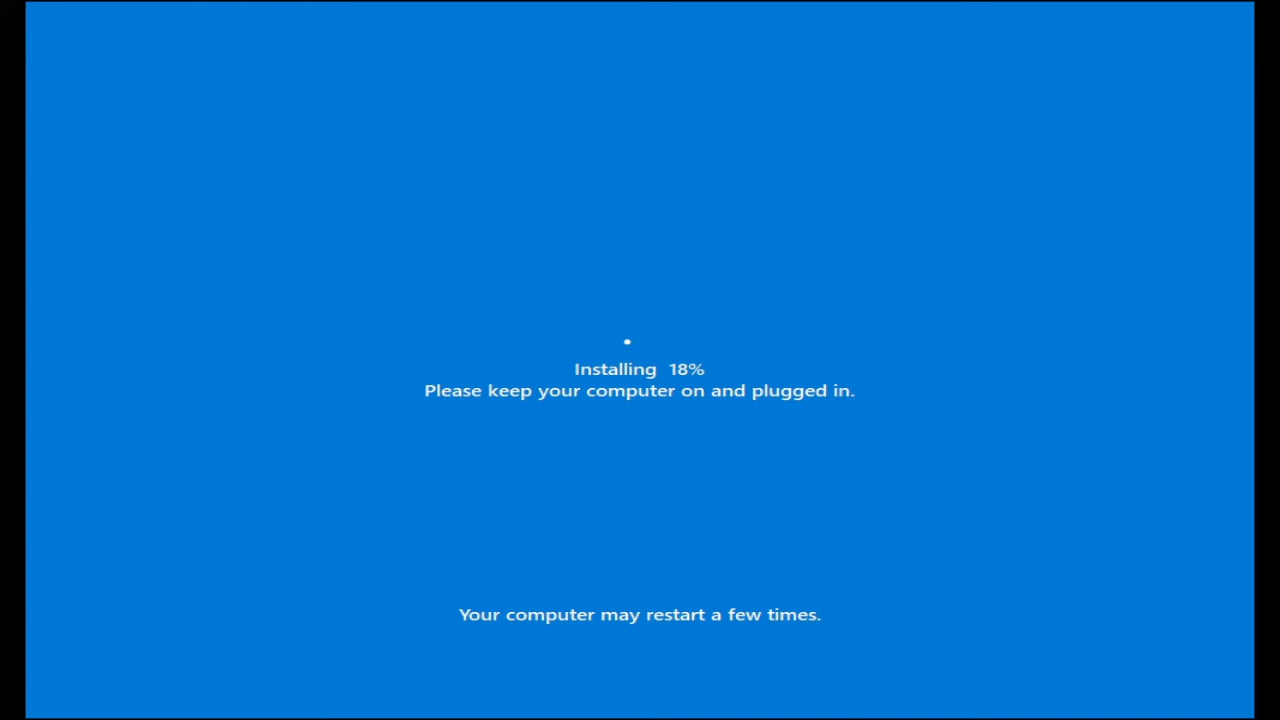 Installing 18%
Please keep your computer on and plugged in.
Your computer may restart a few times.